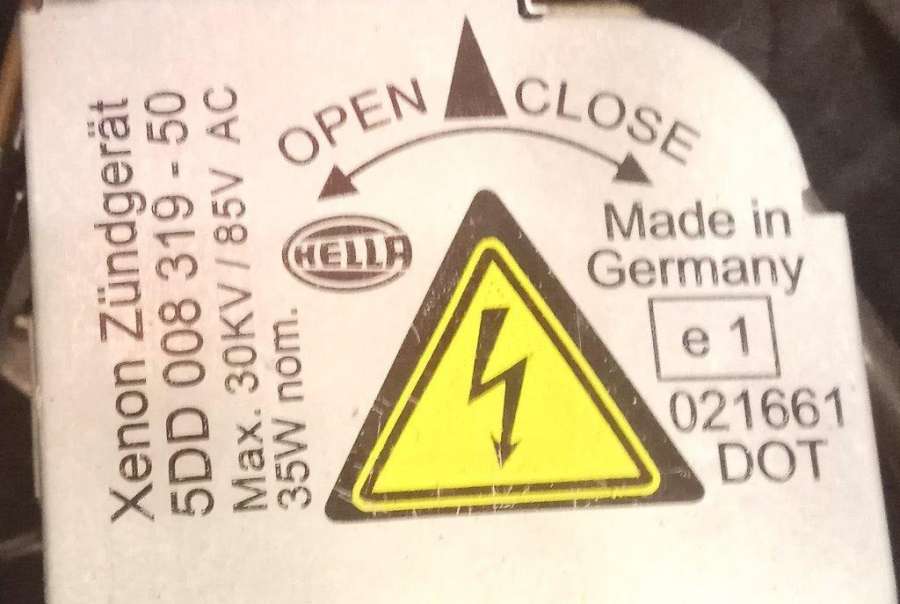 Xenon Zündgerät
5DD 008 319 - 50
Max. 30KV / 85V AC
35W nom.
OPEN CLOSE
HELLA
Made in
Germany
e 1
021661
DOT